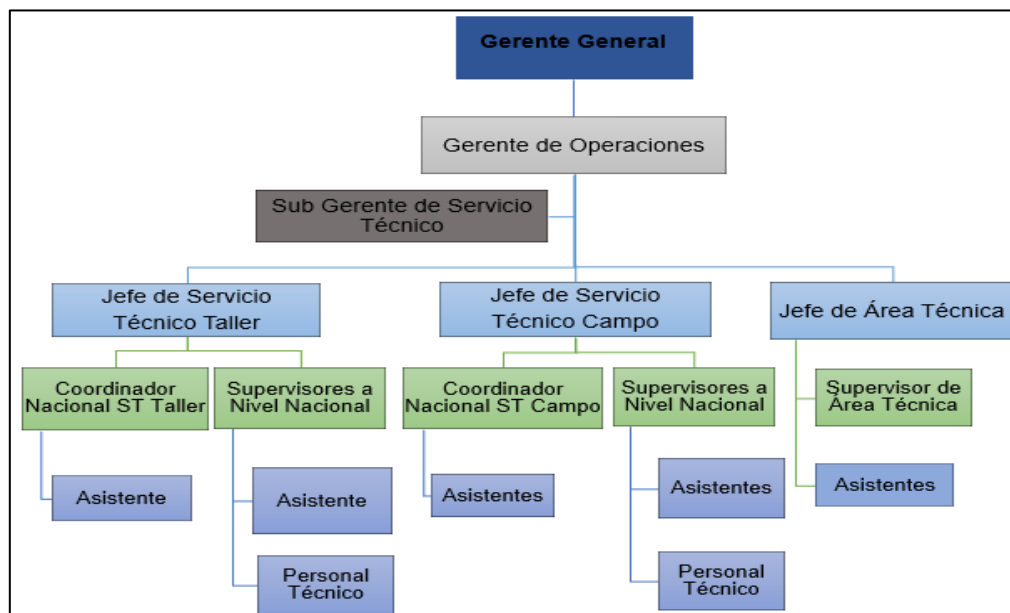 Gerente General
Gerente de Operaciones
Sub Gerente de Servicio
Técnico
Jefe de Servicio
Técnico Taller
Jefe de Servicio
Técnico Campo
Jefe de Área Técnica
Coordinador
Nacional ST Taller
Supervisores a
Nivel Nacional
Coordinador
Nacional ST Campo
Supervisores a
Nivel Nacional
Supervisor de
Área Técnica
Asistente
Asistente
Asistentes
Asistentes
Asistentes
Personal
Técnico
Personal
Técnico